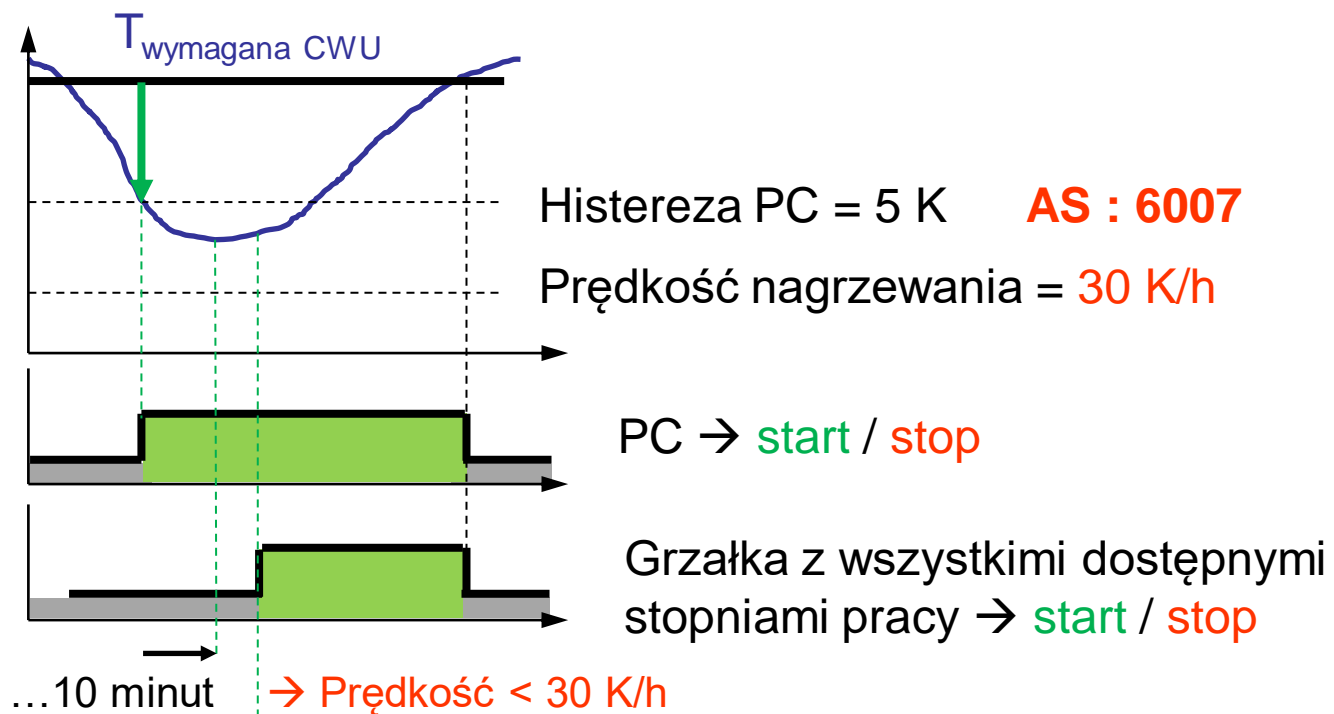 T wymagana CWU
Histereza PC = 5 K AS : 6007
Prędkość nagrzewania = 30 K/h
PC → start / stop
Grzałka z wszystkimi dostępnymi
stopniami pracy → start / stop
…10 minut → Prędkość < 30 K/h